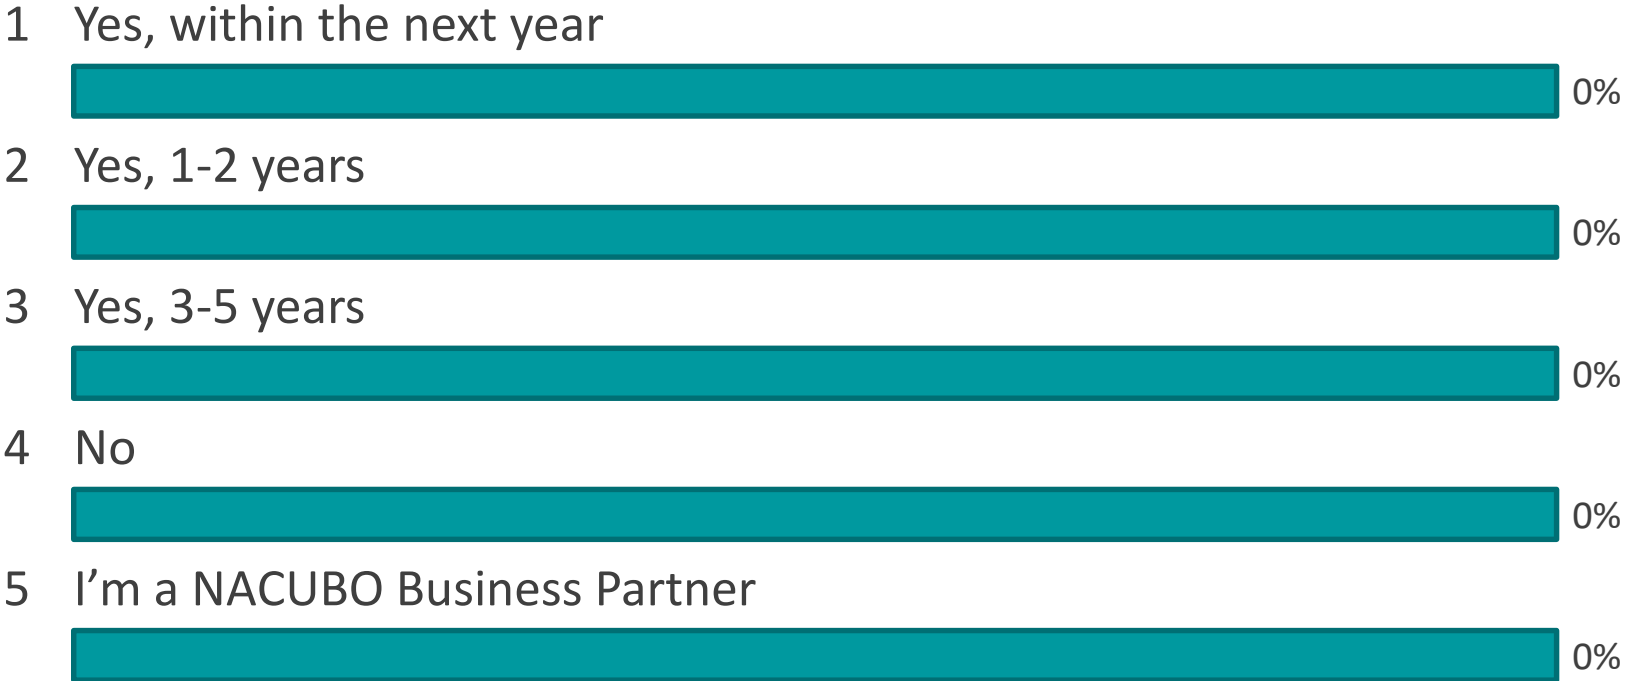 1 Yes, within the next year
0%
2 Yes, 1-2 years
0%
3 Yes, 3-5 years
0%
4 No
0%
5 I’m a NACUBO Business Partner
0%